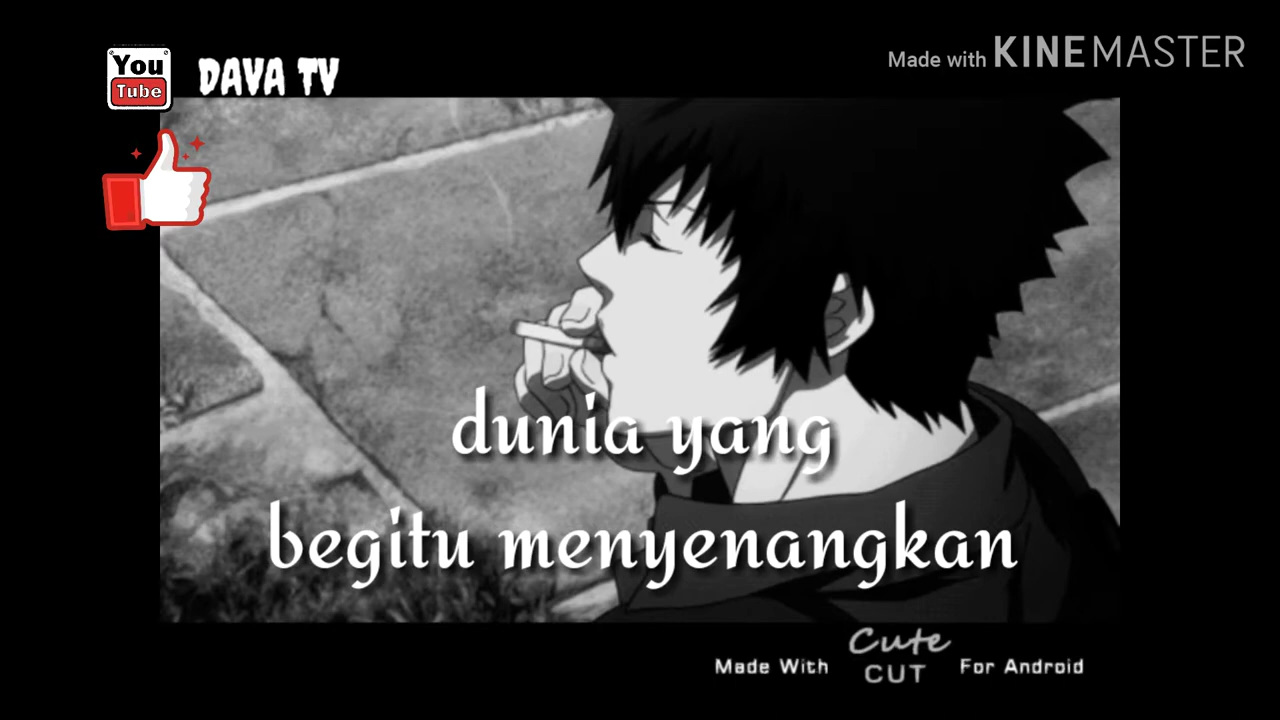 You
Tube
DAVA TV
Made with KINEMASTER
dunia yang
begitu menyenangkan
Made With Cute CUT For Android